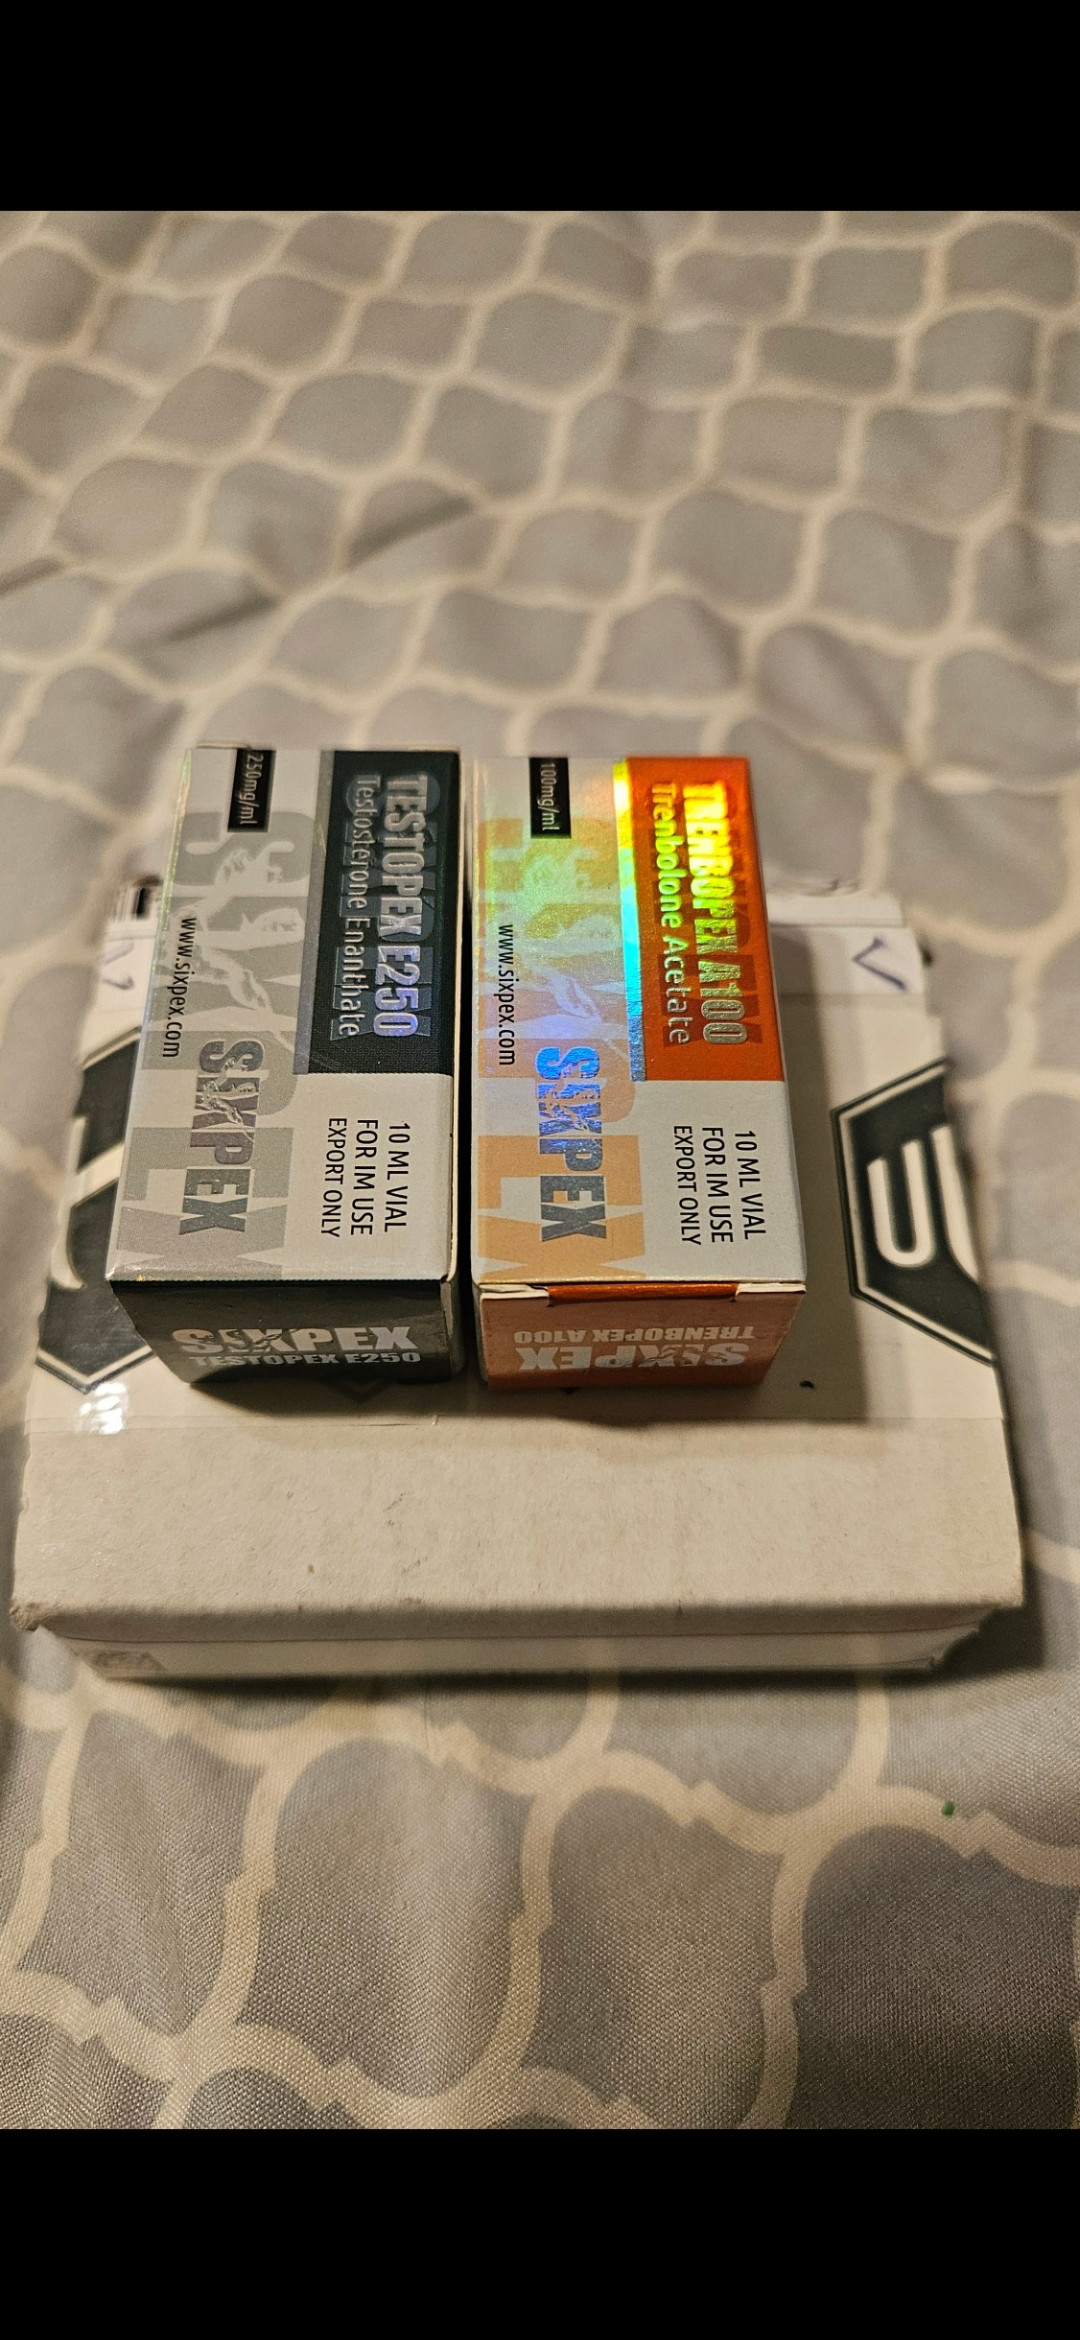 TESTOPEX E250
Testosterone Enanthate
250mg/ml
www.sixpex.com
SIXPEX
10 ML VIAL
FOR IM USE
EXPORT ONLY
SIXPEX
TESTOPEX E250
TRENBOPEX A100
Trenbolone Acetate
100mg/ml
www.sixpex.com
SIXPEX
10 ML VIAL
FOR IM USE
EXPORT ONLY
SIXPEX
TRENBOPEX A100